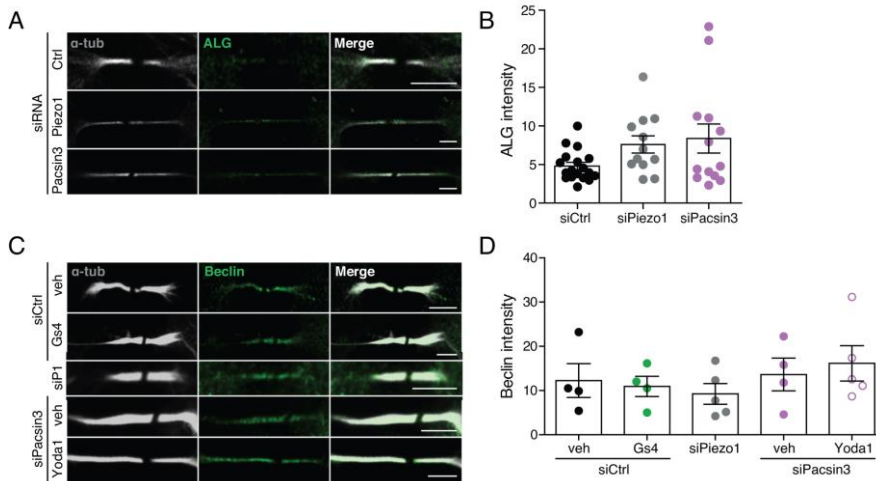 A
α-tub ALG Merge
siRNA
Ctrl
Piezo1
Pacsin3
B
ALG intensity
25
20
15
10
5
0
siCtrl siPiezo1 siPacsin3
C
α-tub Beclin Merge
siCtrl
veh
Gs4
siP1
siPacsin3
veh
Yoda1
D
Beclin intensity
40
30
20
10
0
veh Gs4 siPiezo1 veh Yoda1
siCtrl siPacsin3